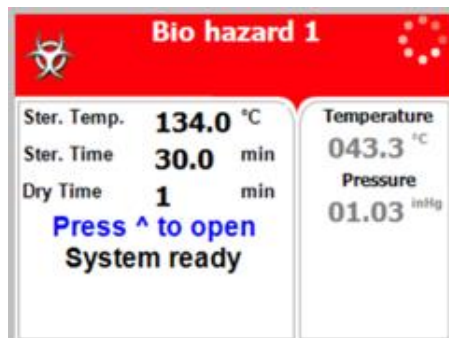 Bio hazard 1
Ster. Temp. 134.0 °C
Ster. Time 30.0 min
Dry Time 1 min
Press ^ to open
System ready
Temperature
043.3 °C
Pressure
01.03 inHg